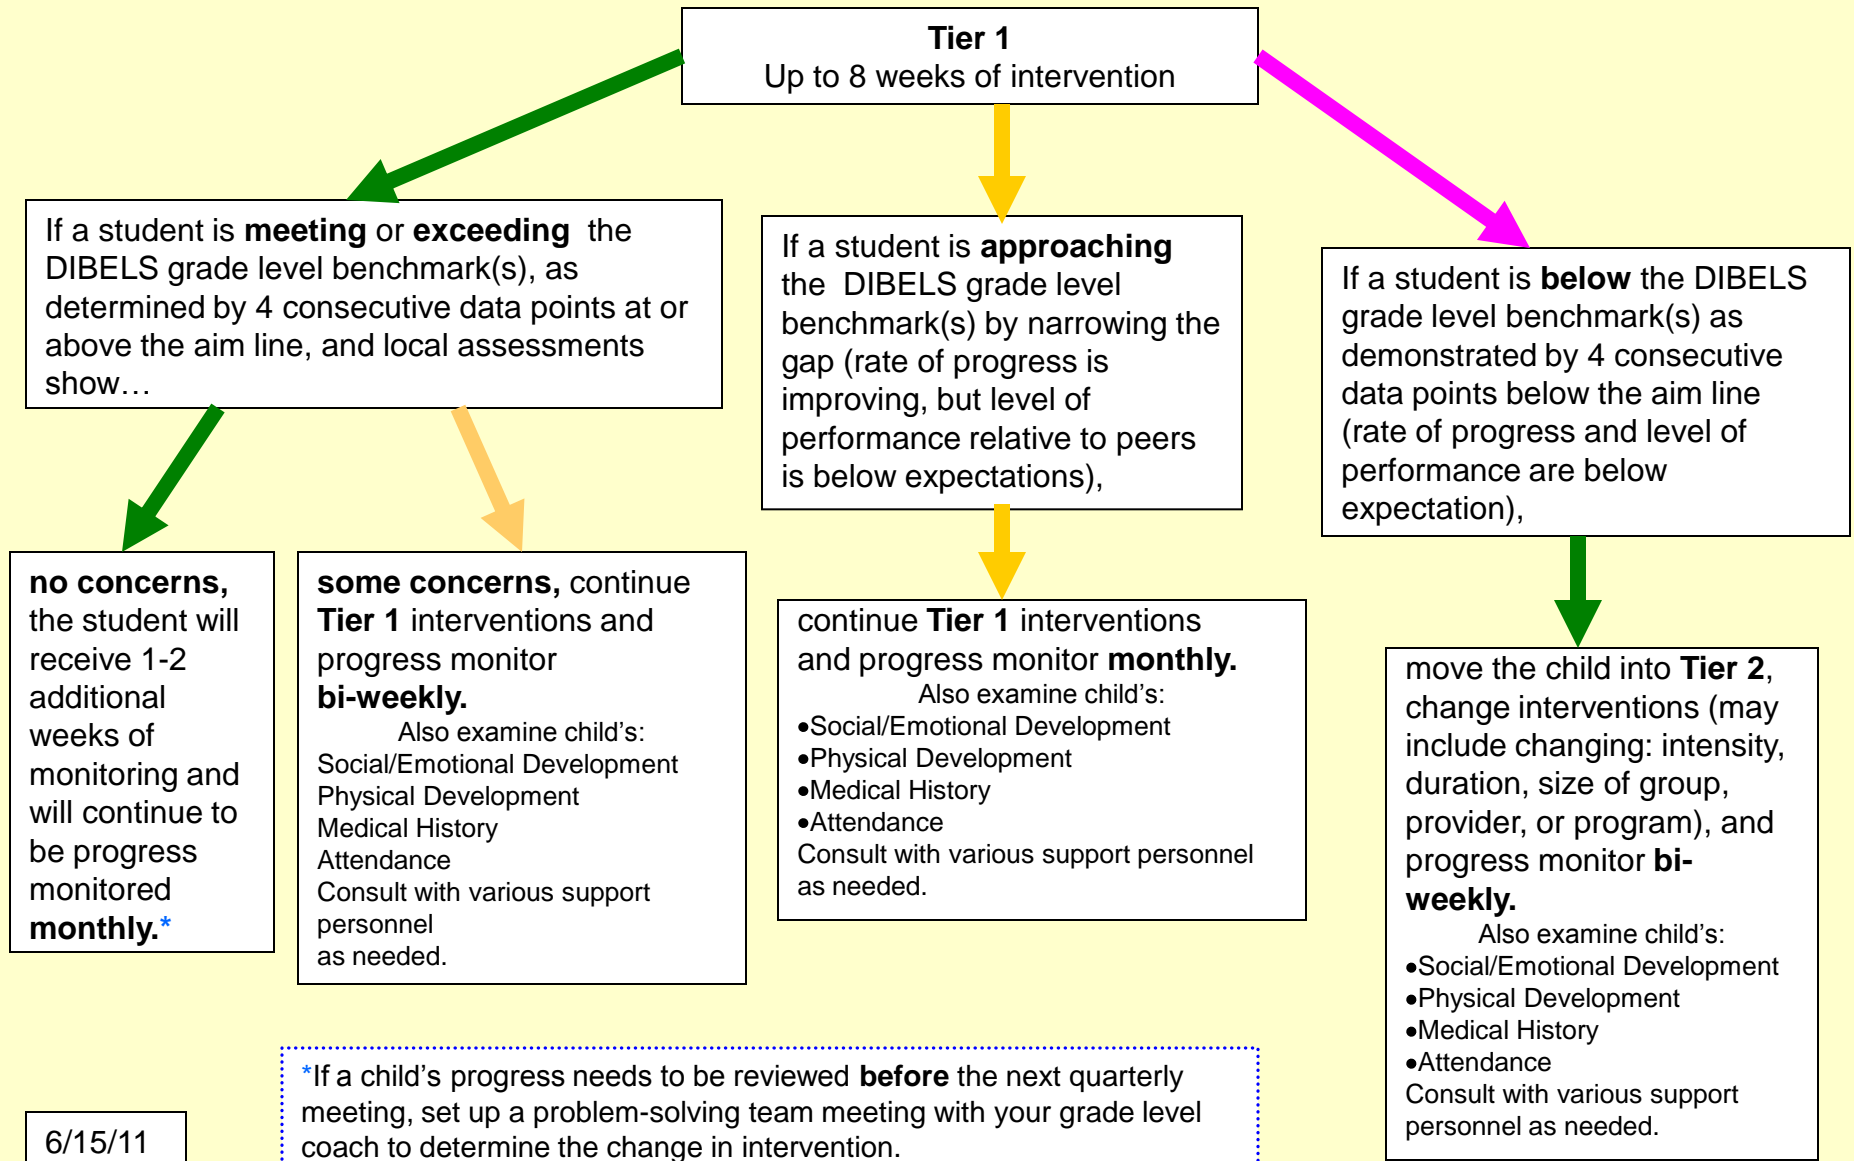 Tier 1
Up to 8 weeks of intervention
If a student is meeting or exceeding the
DIBELS grade level benchmark(s), as
determined by 4 consecutive data points at or
above the aim line, and local assessments
show…
If a student is approaching
the DIBELS grade level
benchmark(s) by narrowing the
gap (rate of progress is
improving, but level of
performance relative to peers
is below expectations),
If a student is below the DIBELS
grade level benchmark(s) as
demonstrated by 4 consecutive
data points below the aim line
(rate of progress and level of
performance are below
expectation),
no concerns,
the student will
receive 1-2
additional
weeks of
monitoring and
will continue to
be progress
monitored
monthly.*
some concerns, continue
Tier 1 interventions and
progress monitor
bi-weekly.
Also examine child's:
Social/Emotional Development
Physical Development
Medical History
Attendance
Consult with various support
personnel
as needed.
continue Tier 1 interventions
and progress monitor monthly.
Also examine child's:
•Social/Emotional Development
•Physical Development
•Medical History
•Attendance
Consult with various support personnel
as needed.
move the child into Tier 2,
change interventions (may
include changing: intensity,
duration, size of group,
provider, or program), and
progress monitor bi-
weekly.
Also examine child's:
•Social/Emotional Development
•Physical Development
•Medical History
•Attendance
Consult with various support
personnel as needed.
*If a child's progress needs to be reviewed before the next quarterly
meeting, set up a problem-solving team meeting with your grade level
coach to determine the change in intervention.
6/15/11